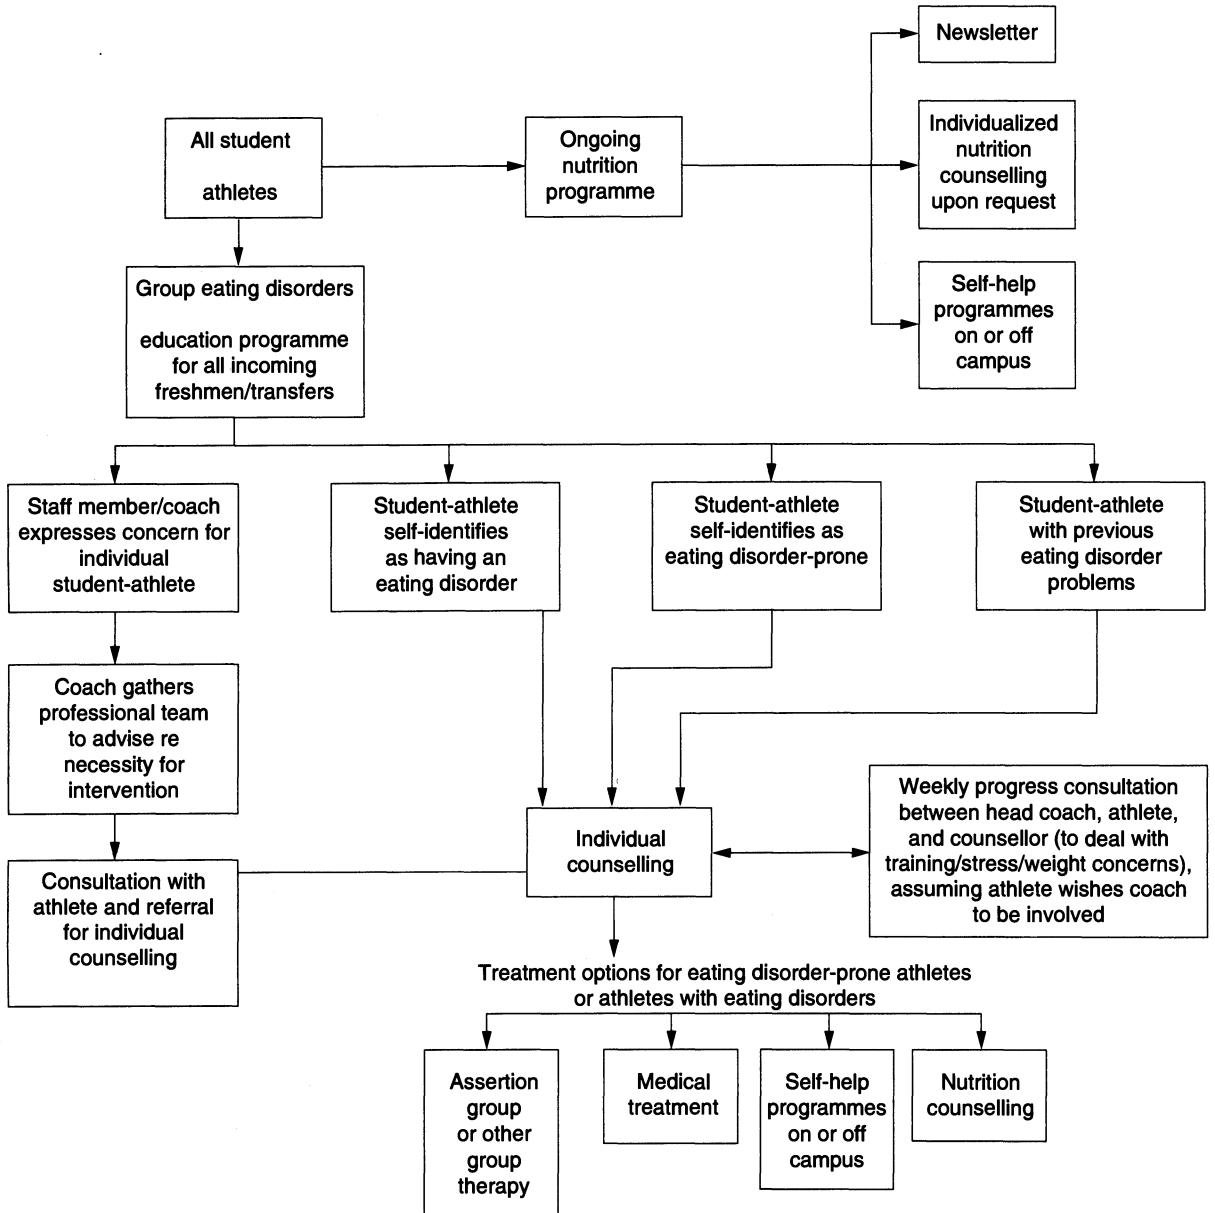 Newsletter
All student
athletes
Ongoing
nutrition
programme
Individualized
nutrition
counselling
upon request
Self-help
programmes
on or off
campus
Group eating disorders
education programme
for all incoming
freshmen/transfers
Staff member/coach
expresses concern for
individual
student-athlete
Student-athlete
self-identifies
as having an
eating disorder
Student-athlete
self-identifies as
eating disorder-prone
Student-athlete
with previous
eating disorder
problems
Coach gathers
professional team
to advise re
necessity for
intervention
Consultation with
athlete and referral
for individual
counselling
Individual
counselling
Weekly progress consultation
between head coach, athlete,
and counsellor (to deal with
training/stress/weight concerns),
assuming athlete wishes coach
to be involved
Treatment options for eating disorder-prone athletes
or athletes with eating disorders
Assertion
group
or other
group
therapy
Medical
treatment
Self-help
programmes
on or off
campus
Nutrition
counselling